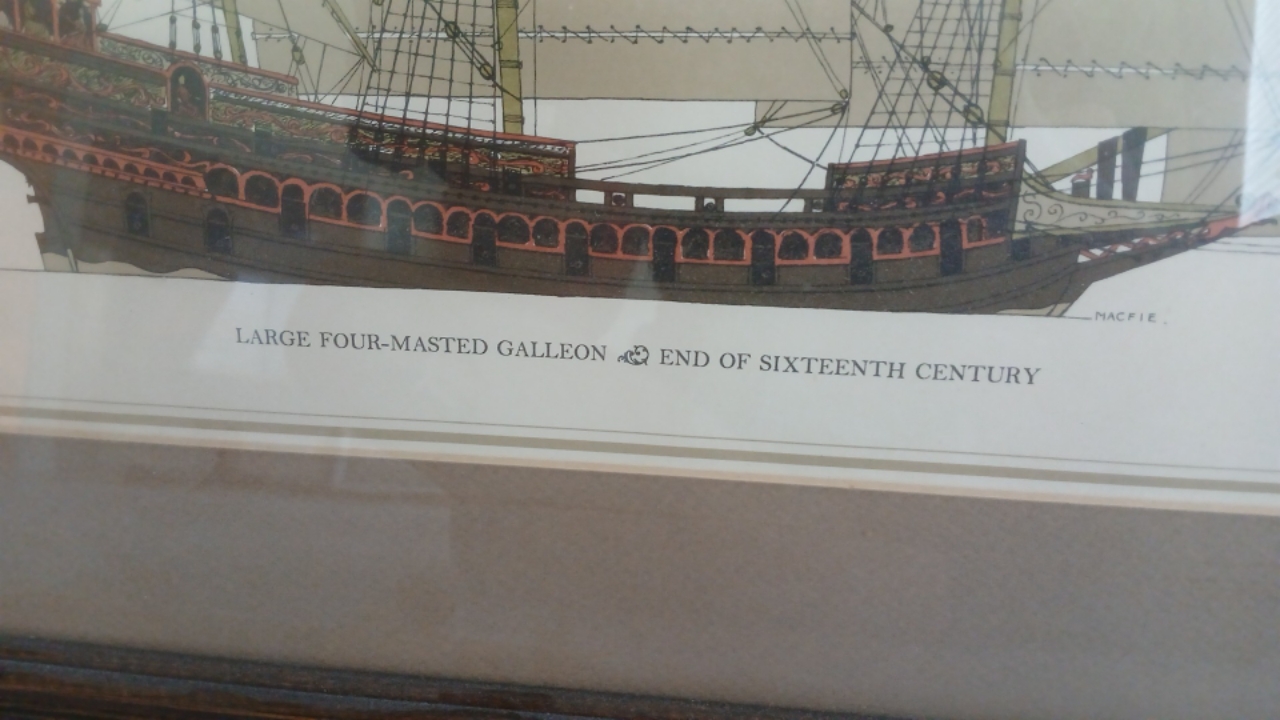 MACFIE.
LARGE FOUR-MASTED GALLEON END OF SIXTEENTH CENTURY